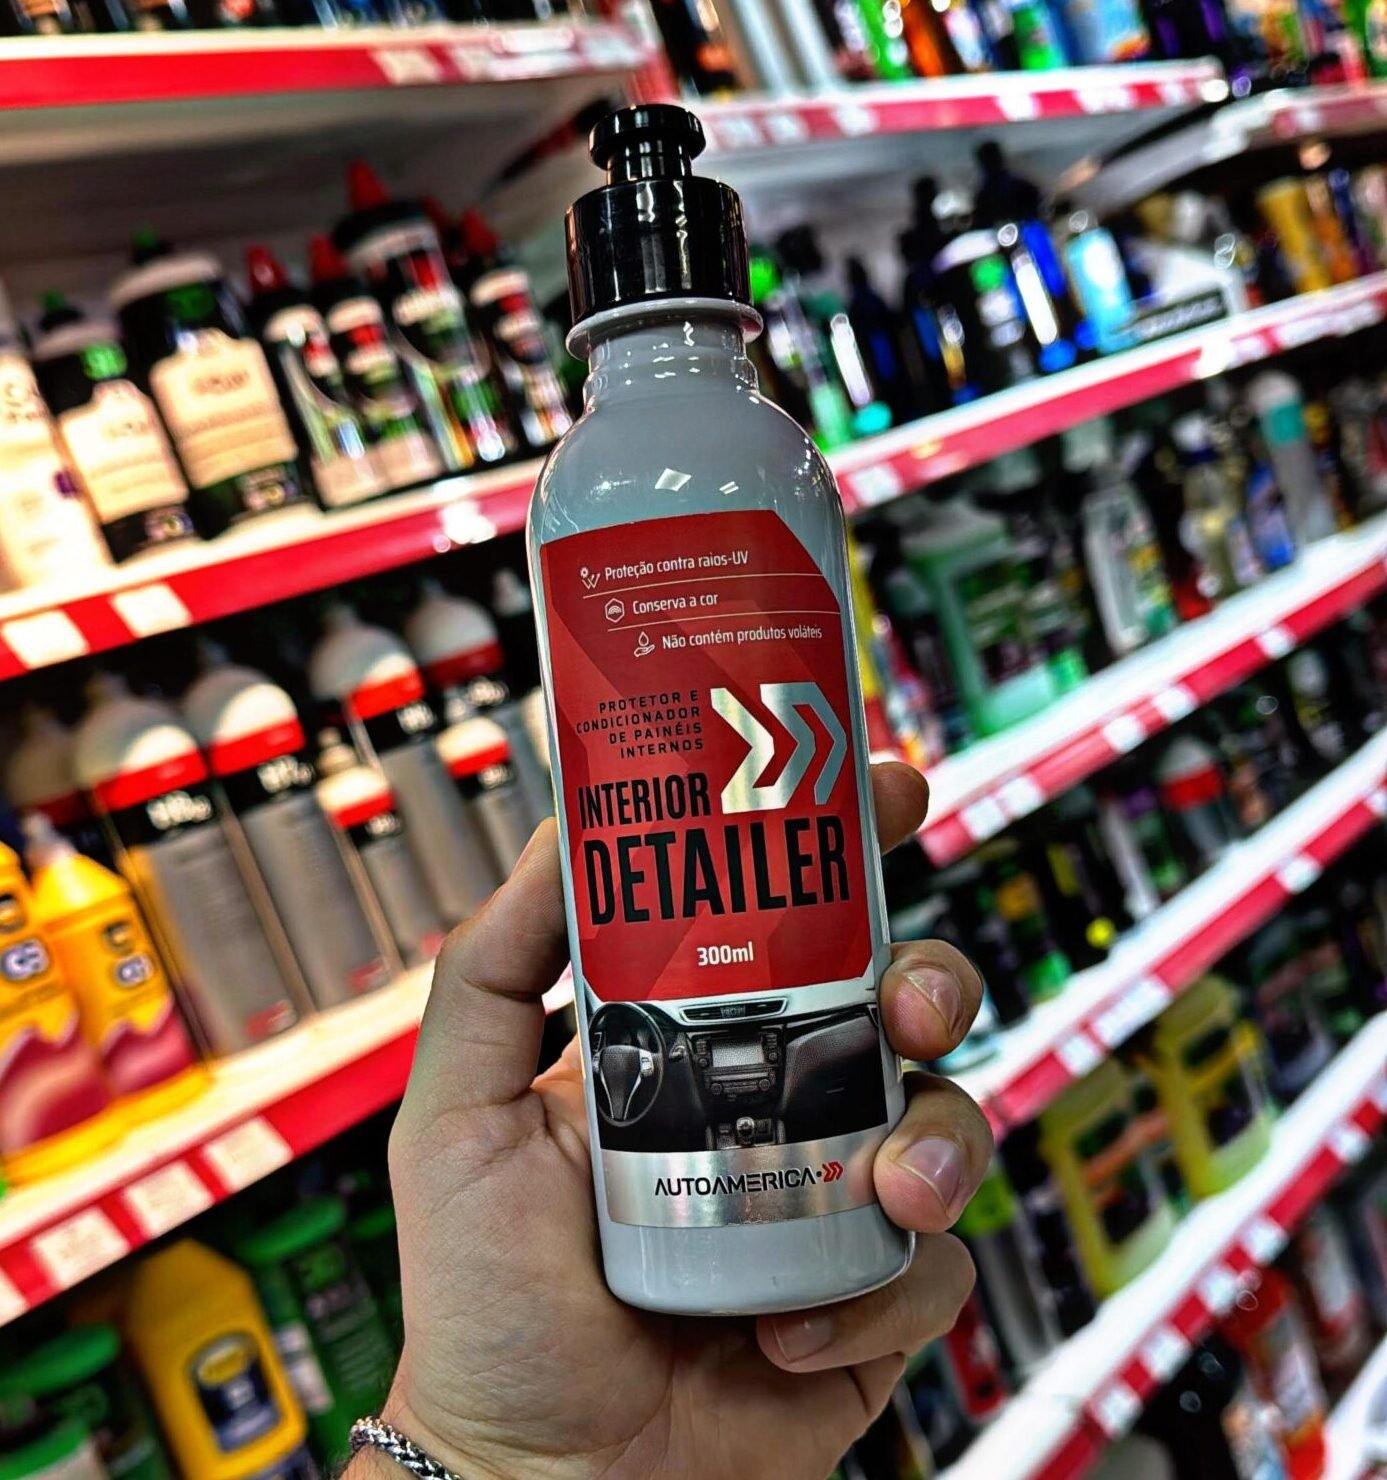 Proteção contra raios-UV
Conserva a cor
Não contém produtos voláteis
PROTETOR E
CONDICIONADOR
DE PAINÉIS
INTERNOS
INTERIOR
DETAILER
300ml
AUTOAMERICA